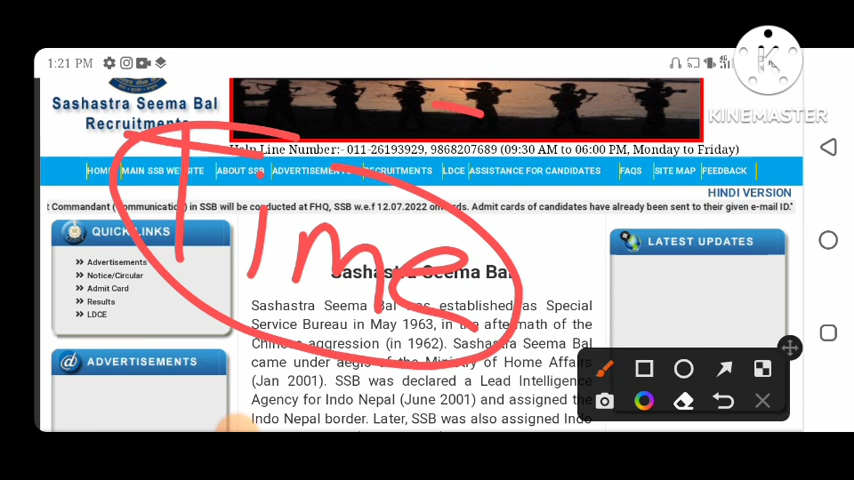 1:21 PM
KINEMASTER
Sashastra Seema Bal
Recruitments
Help Line Number:- 011-26193929, 9868207689 (09:30 AM to 06:00 PM, Monday to Friday)
HOME MAIN SSB WEBSITE ABOUT SSB ADVERTISEMENTS RECRUITMENTS LDCE ASSISTANCE FOR CANDIDATES FAQS SITE MAP FEEDBACK
HINDI VERSION
t Commandant (Communication) in SSB will be conducted at FHQ, SSB w.e.f 12.07.2022 onwards. Admit cards of candidates have already been sent to their given e-mail ID."
Time
QUICK LINKS
Advertisements
Notice/Circular
Admit Card
Results
LDCE
ADVERTISEMENTS
Sashastra Seema Bal
Sashastra Seema Bal was established as Special
Service Bureau in May 1963, in the aftermath of the
Chinese aggression (in 1962). Sashastra Seema Bal
came under aegis of the Ministry of Home Affairs
(Jan 2001). SSB was declared a Lead Intelligence
Agency for Indo Nepal (June 2001) and assigned the
Indo Nepal border. Later, SSB was also assigned Indo
LATEST UPDATES